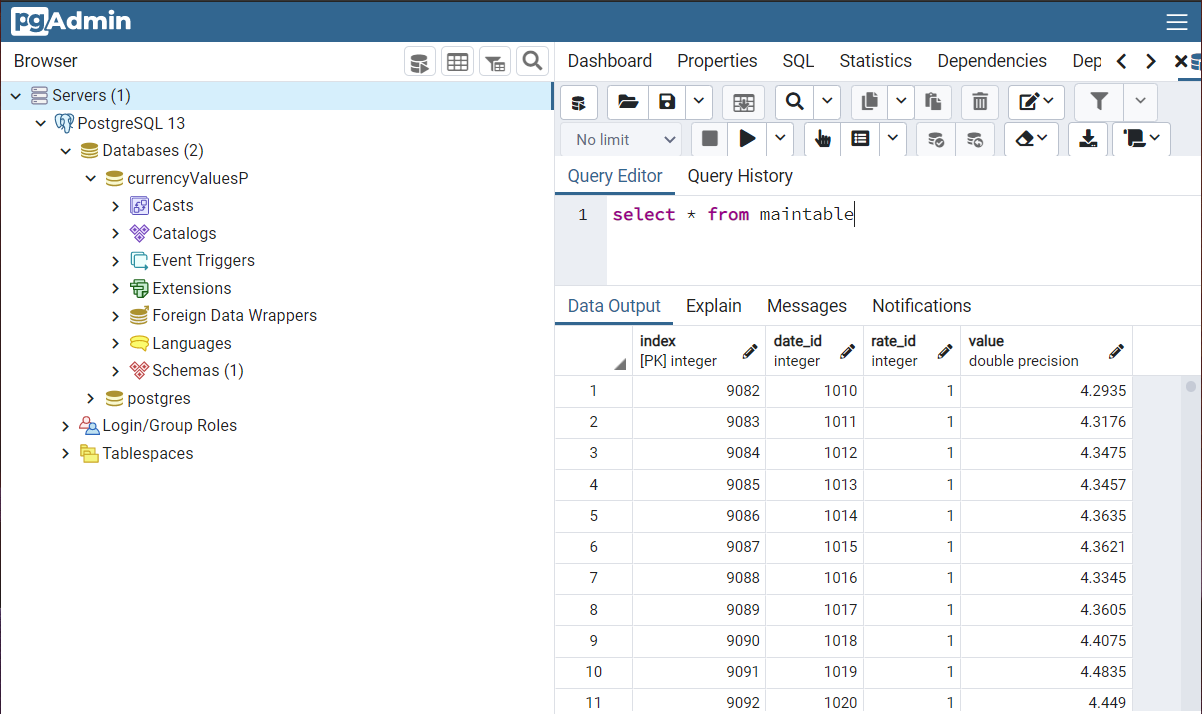 pgAdmin
Browser
Servers (1)
PostgreSQL 13
Databases (2)
currencyValuesP
Casts
Catalogs
Event Triggers
Extensions
Foreign Data Wrappers
Languages
Schemas (1)
postgres
Login/Group Roles
Tablespaces
Dashboard Properties SQL Statistics Dependencies Dep
No limit
Query Editor Query History
1 select * from maintable
Data Output Explain Messages Notifications
index date_id rate_id value
[PK] integer integer integer double precision
1 9082 1010 1 4.2935
2 9083 1011 1 4.3176
3 9084 1012 1 4.3475
4 9085 1013 1 4.3457
5 9086 1014 1 4.3635
6 9087 1015 1 4.3621
7 9088 1016 1 4.3345
8 9089 1017 1 4.3605
9 9090 1018 1 4.4075
10 9091 1019 1 4.4835
11 9092 1020 1 4.449